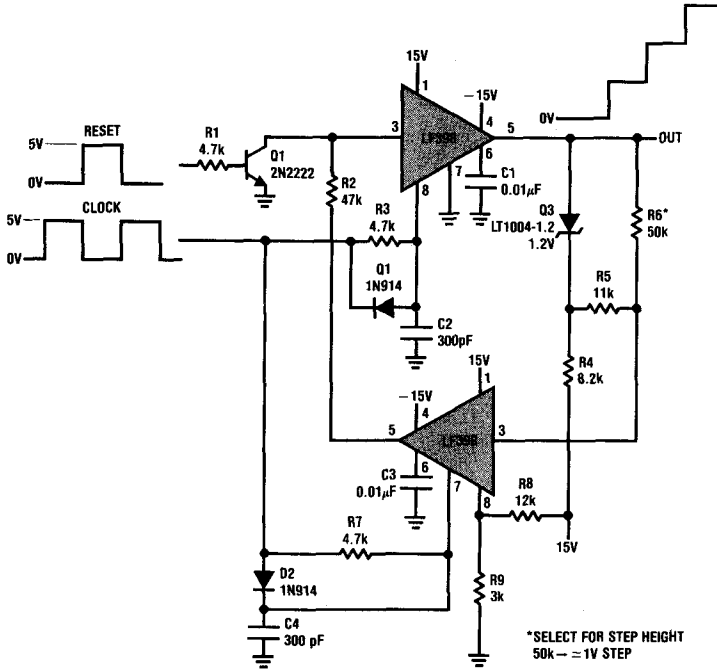 15V
1
-15V
4
0V
RESET
5V
0V
R1
4.7k
Q1
2N2222
3
LF398
5
OUT
6
7
8
C1
0.01μF
R2
47k
CLOCK
5V
0V
R3
4.7k
Q1
1N914
C2
300pF
Q3
LT1004-1.2
1.2V
R6*
50k
R5
11k
R4
8.2k
15V
1
-15V
4
5
LF398
3
6
7
8
C3
0.01μF
R8
12k
15V
R7
4.7k
D2
1N914
R9
3k
C4
300 pF
*SELECT FOR STEP HEIGHT
50k → ≃ 1V STEP